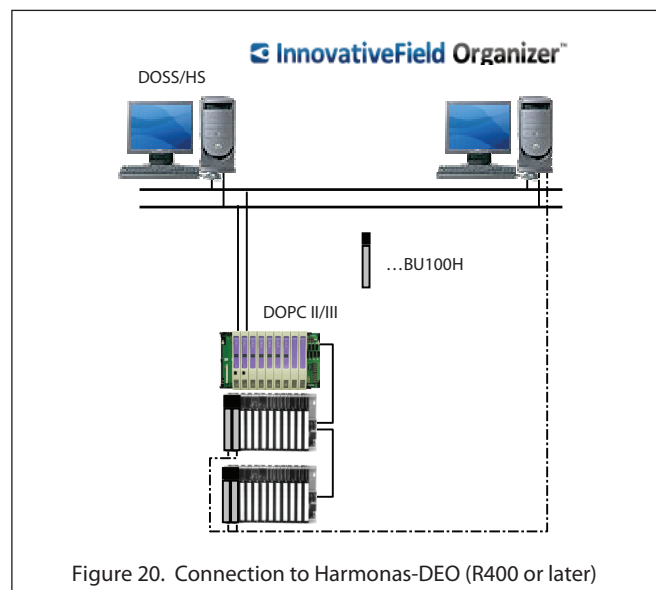 InnovativeField Organizer™
DOSS/HS
…BU100H
DOPC II/III
Figure 20. Connection to Harmonas-DEO (R400 or later)